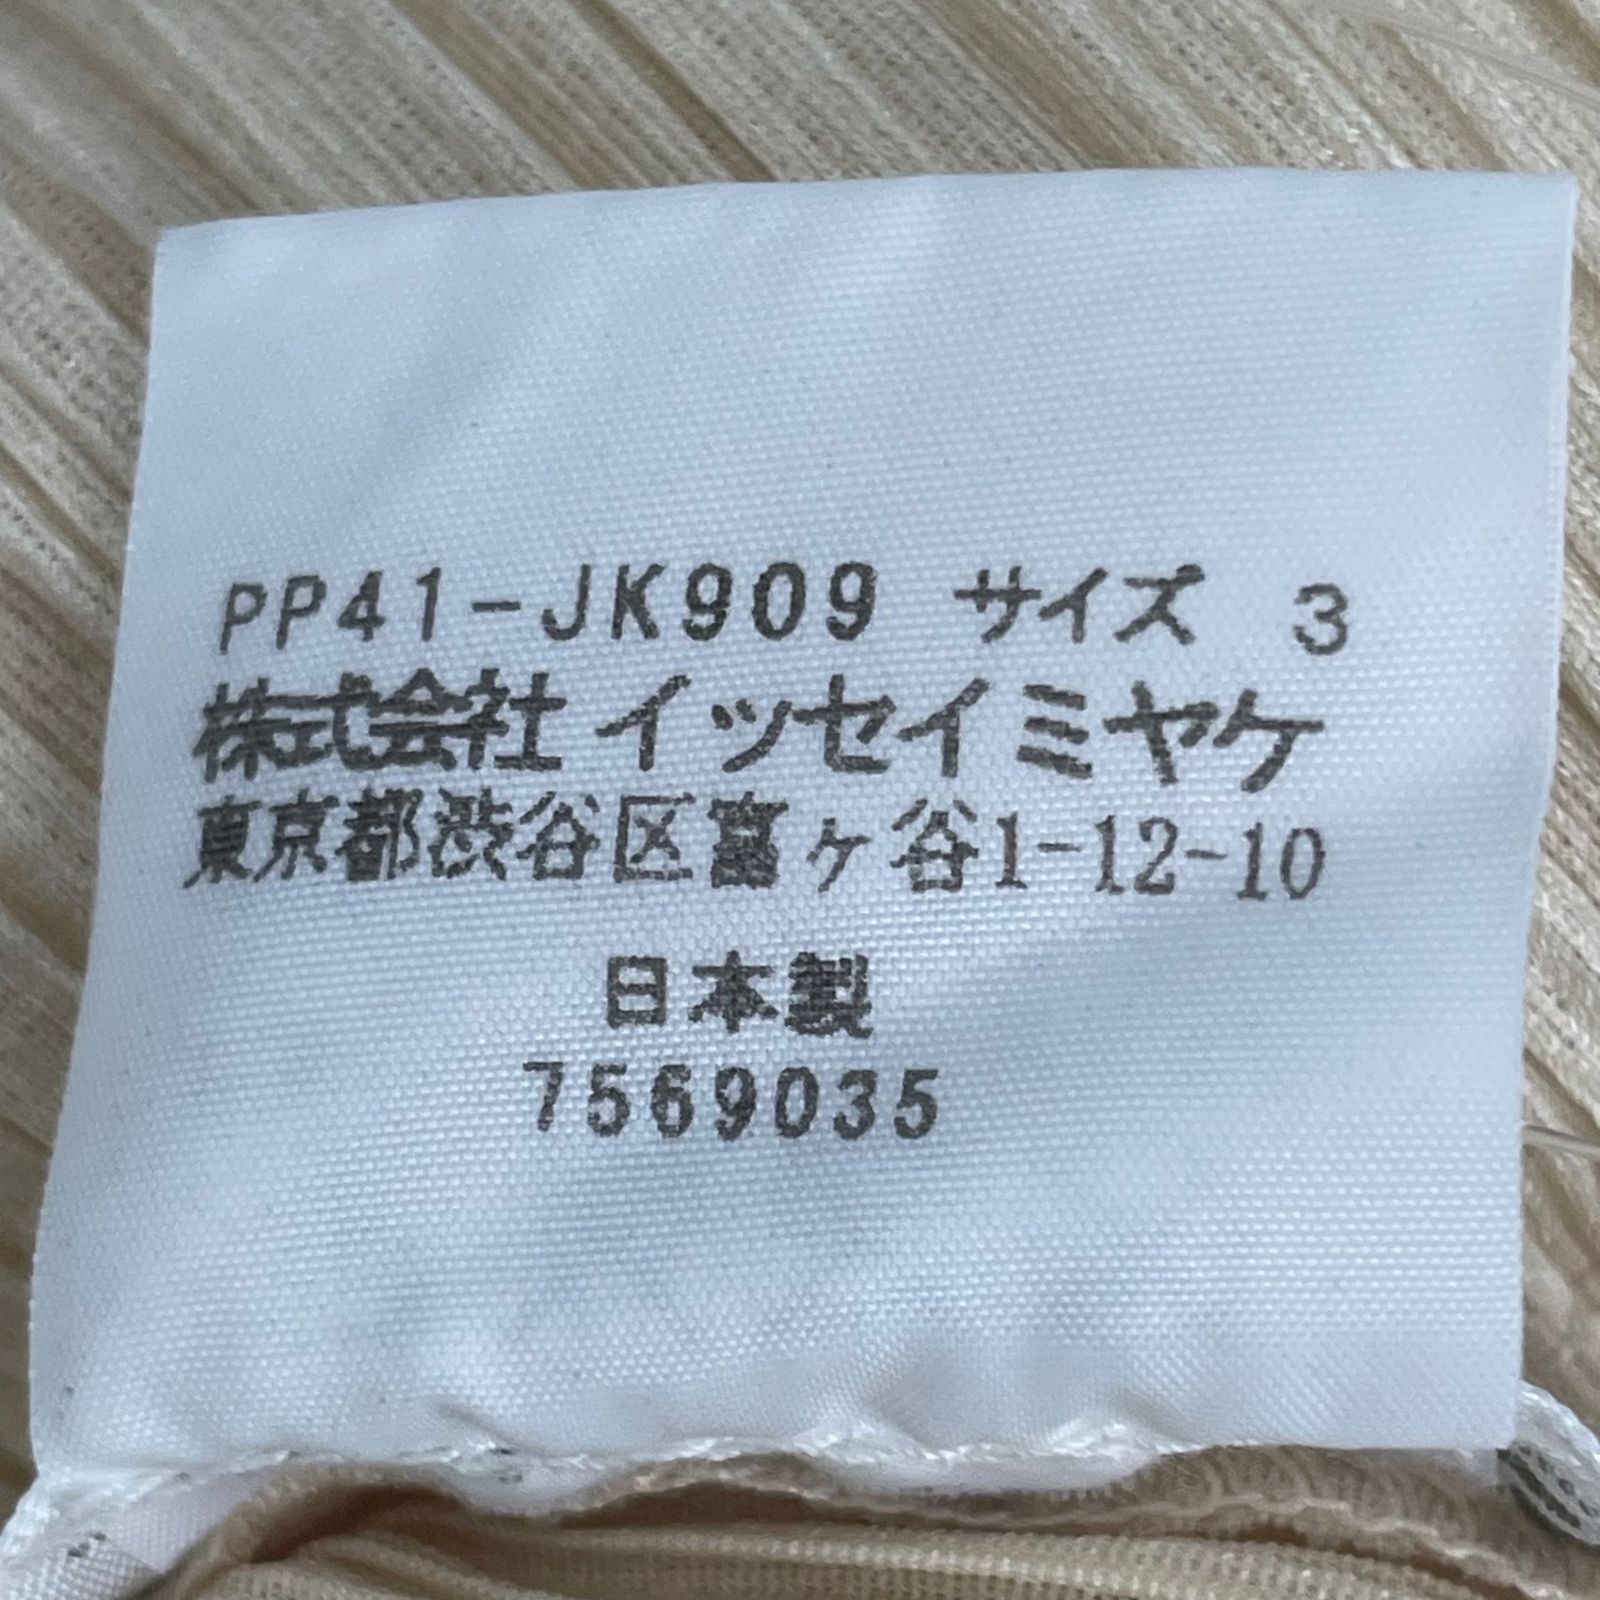 PP41-JK909 サイズ 3
株式会社イッセイミヤケ
東京都渋谷区富ヶ谷1-12-10
日本製
7569035